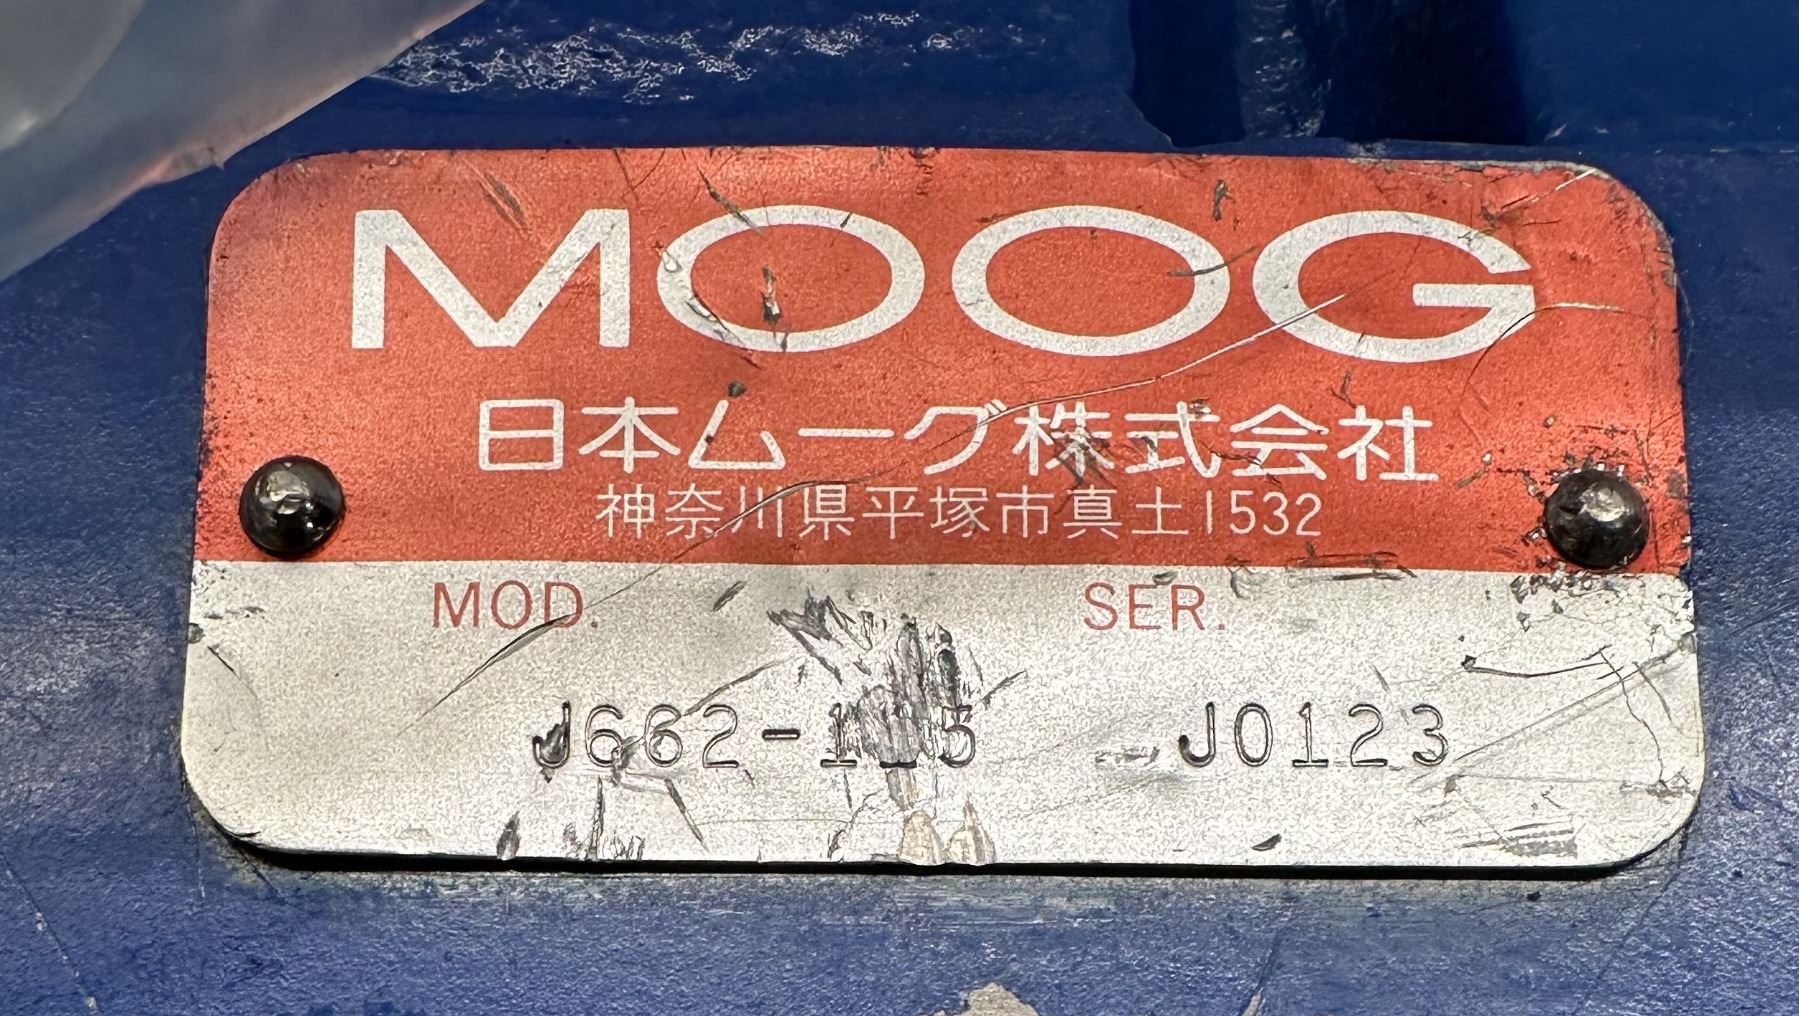 MOOG
日本ムーグ株式会社
神奈川県平塚市真土1532
MOD. SER.
J0123